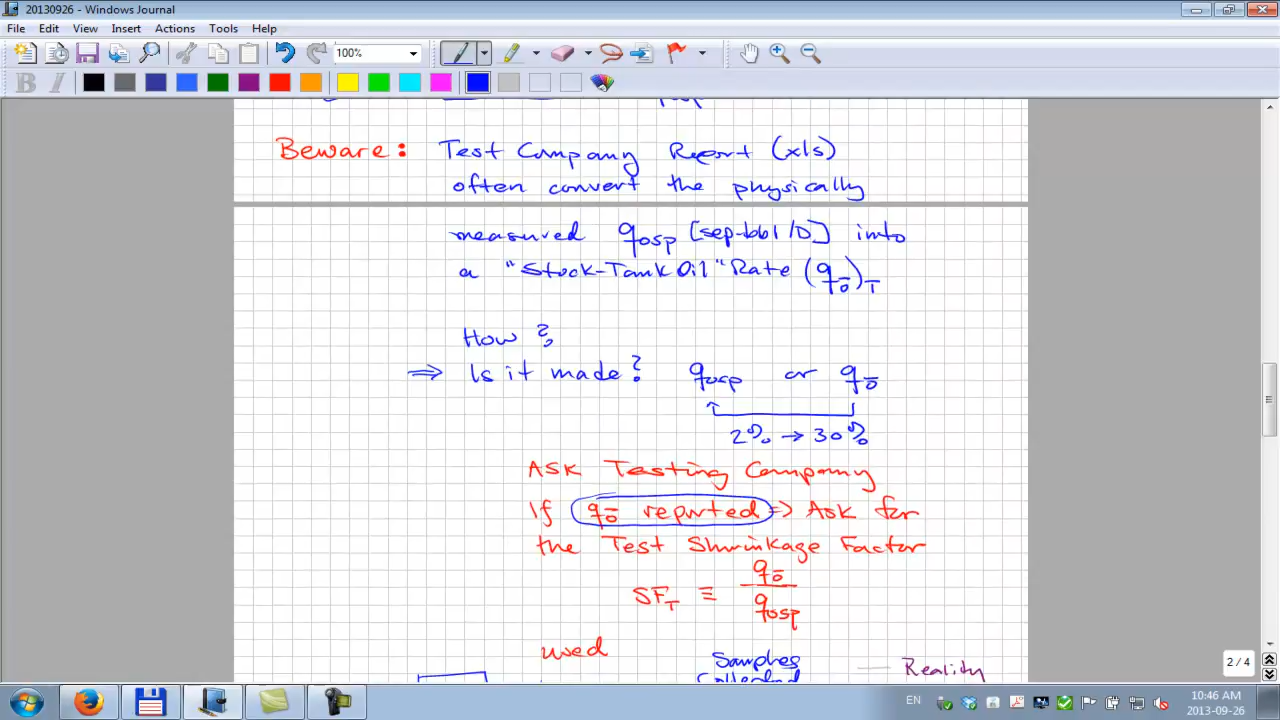 20130926 - Windows Journal
File Edit View Insert Actions Tools Help
100%
B I
Beware: Test Company Report (xls)
often convert the physically
measured qosp [sep-bbl/D] into
a "Stock-Tank Oil" Rate (qō)T
How ?
⇒ Is it made? qosp or qō
2% → 30%
ASK Testing Company
If qō reported => Ask for
the Test Shrinkage Factor
SFT ≡ qō / qosp
used
Samples
Collected
Reality
2 / 4
EN
10:46 AM
2013-09-26